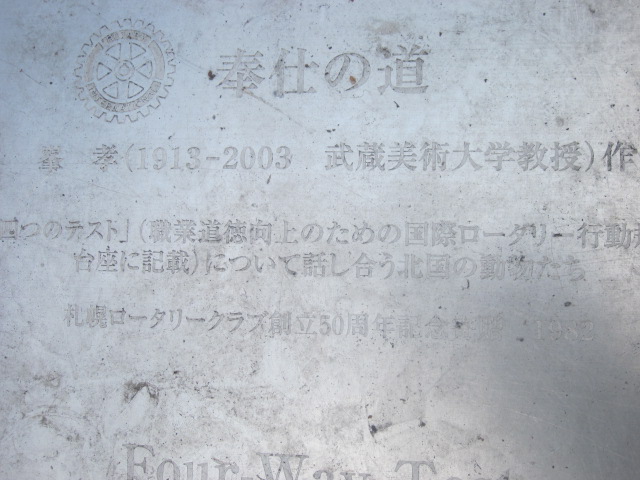 奉仕の道
孝(1913-2003 武蔵美術大学教授)作
四つのテスト」(職業道徳向上のための国際ロータリー行動
台座に記載)について話し合う北国の動物たち
札幌ロータリークラブ創立50周年記念 1982
Four-Way Test